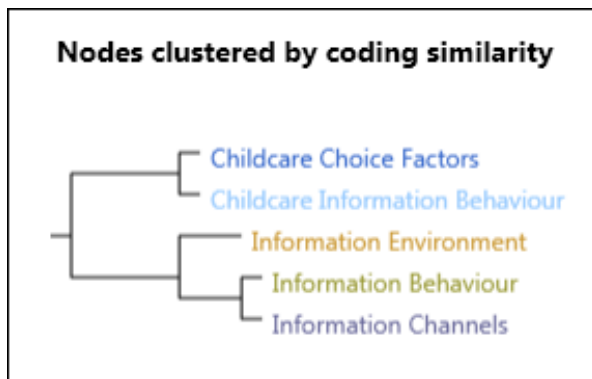 Nodes clustered by coding similarity
Childcare Choice Factors
Childcare Information Behaviour
Information Environment
Information Behaviour
Information Channels